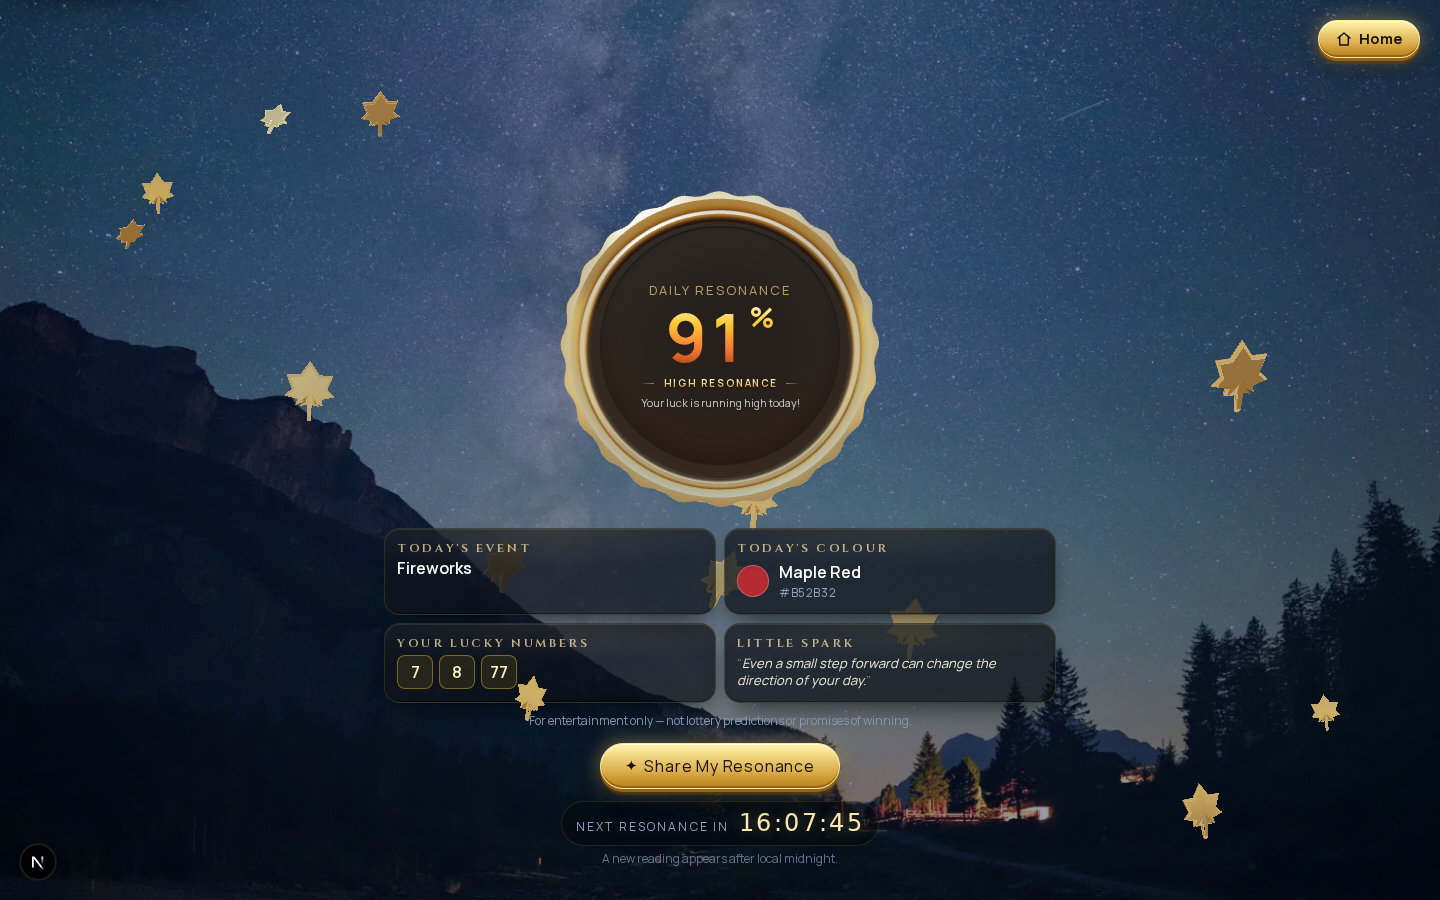 Home
DAILY RESONANCE
91%
HIGH RESONANCE
Your luck is running high today!
TODAY'S EVENT
Fireworks
TODAY'S COLOUR
Maple Red
#B52B32
YOUR LUCKY NUMBERS
7 8 77
LITTLE SPARK
"Even a small step forward can change the
direction of your day."
For entertainment only — not lottery predictions or promises of winning.
✦ Share My Resonance
NEXT RESONANCE IN 16:07:45
A new reading appears after local midnight.
N